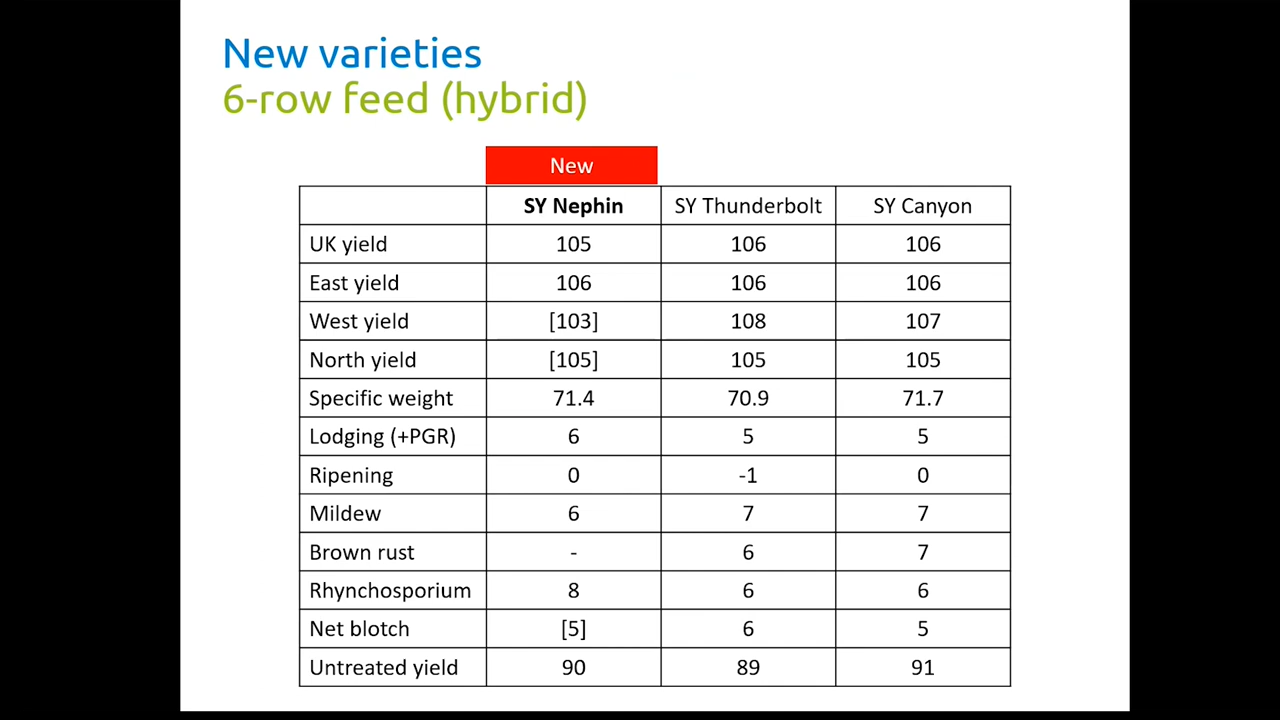 New varieties
6-row feed (hybrid)
New
SY Nephin SY Thunderbolt SY Canyon
UK yield 105 106 106
East yield 106 106 106
West yield [103] 108 107
North yield [105] 105 105
Specific weight 71.4 70.9 71.7
Lodging (+PGR) 6 5 5
Ripening 0 -1 0
Mildew 6 7 7
Brown rust - 6 7
Rhynchosporium 8 6 6
Net blotch [5] 6 5
Untreated yield 90 89 91